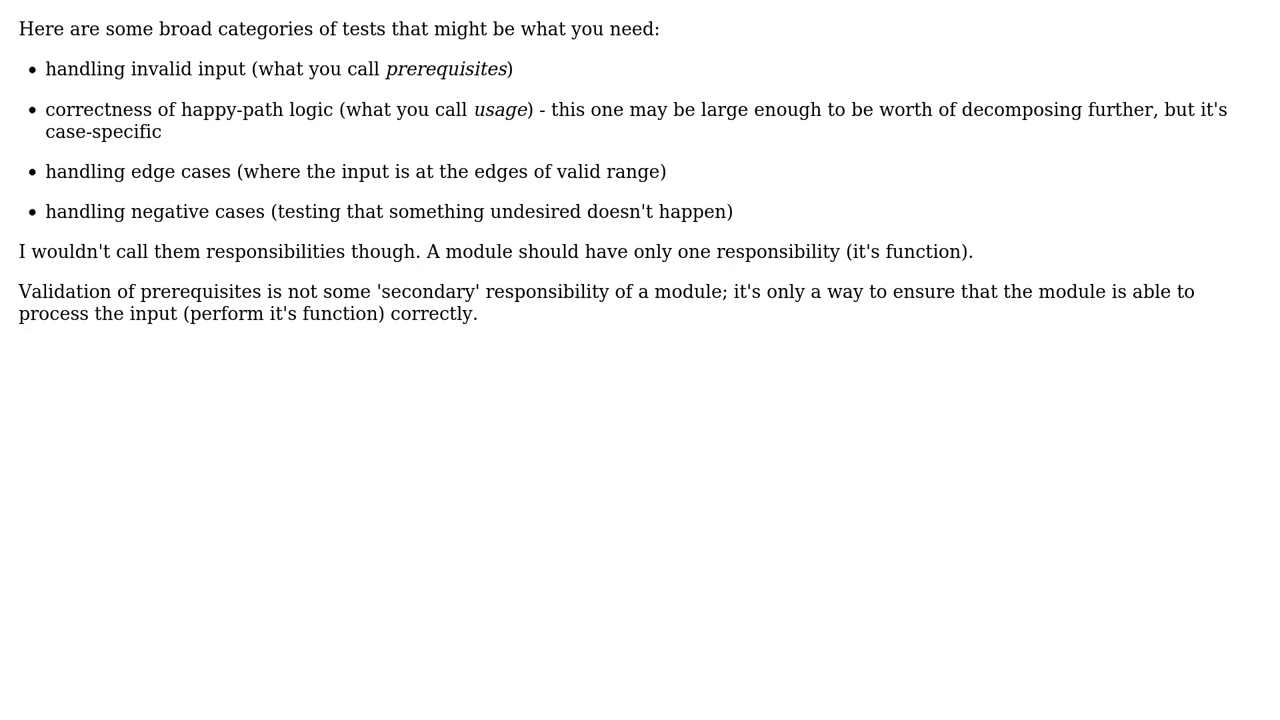 Here are some broad categories of tests that might be what you need:
• handling invalid input (what you call prerequisites)
• correctness of happy-path logic (what you call usage) - this one may be large enough to be worth of decomposing further, but it's
case-specific
• handling edge cases (where the input is at the edges of valid range)
• handling negative cases (testing that something undesired doesn't happen)
I wouldn't call them responsibilities though. A module should have only one responsibility (it's function).
Validation of prerequisites is not some 'secondary' responsibility of a module; it's only a way to ensure that the module is able to
process the input (perform it's function) correctly.